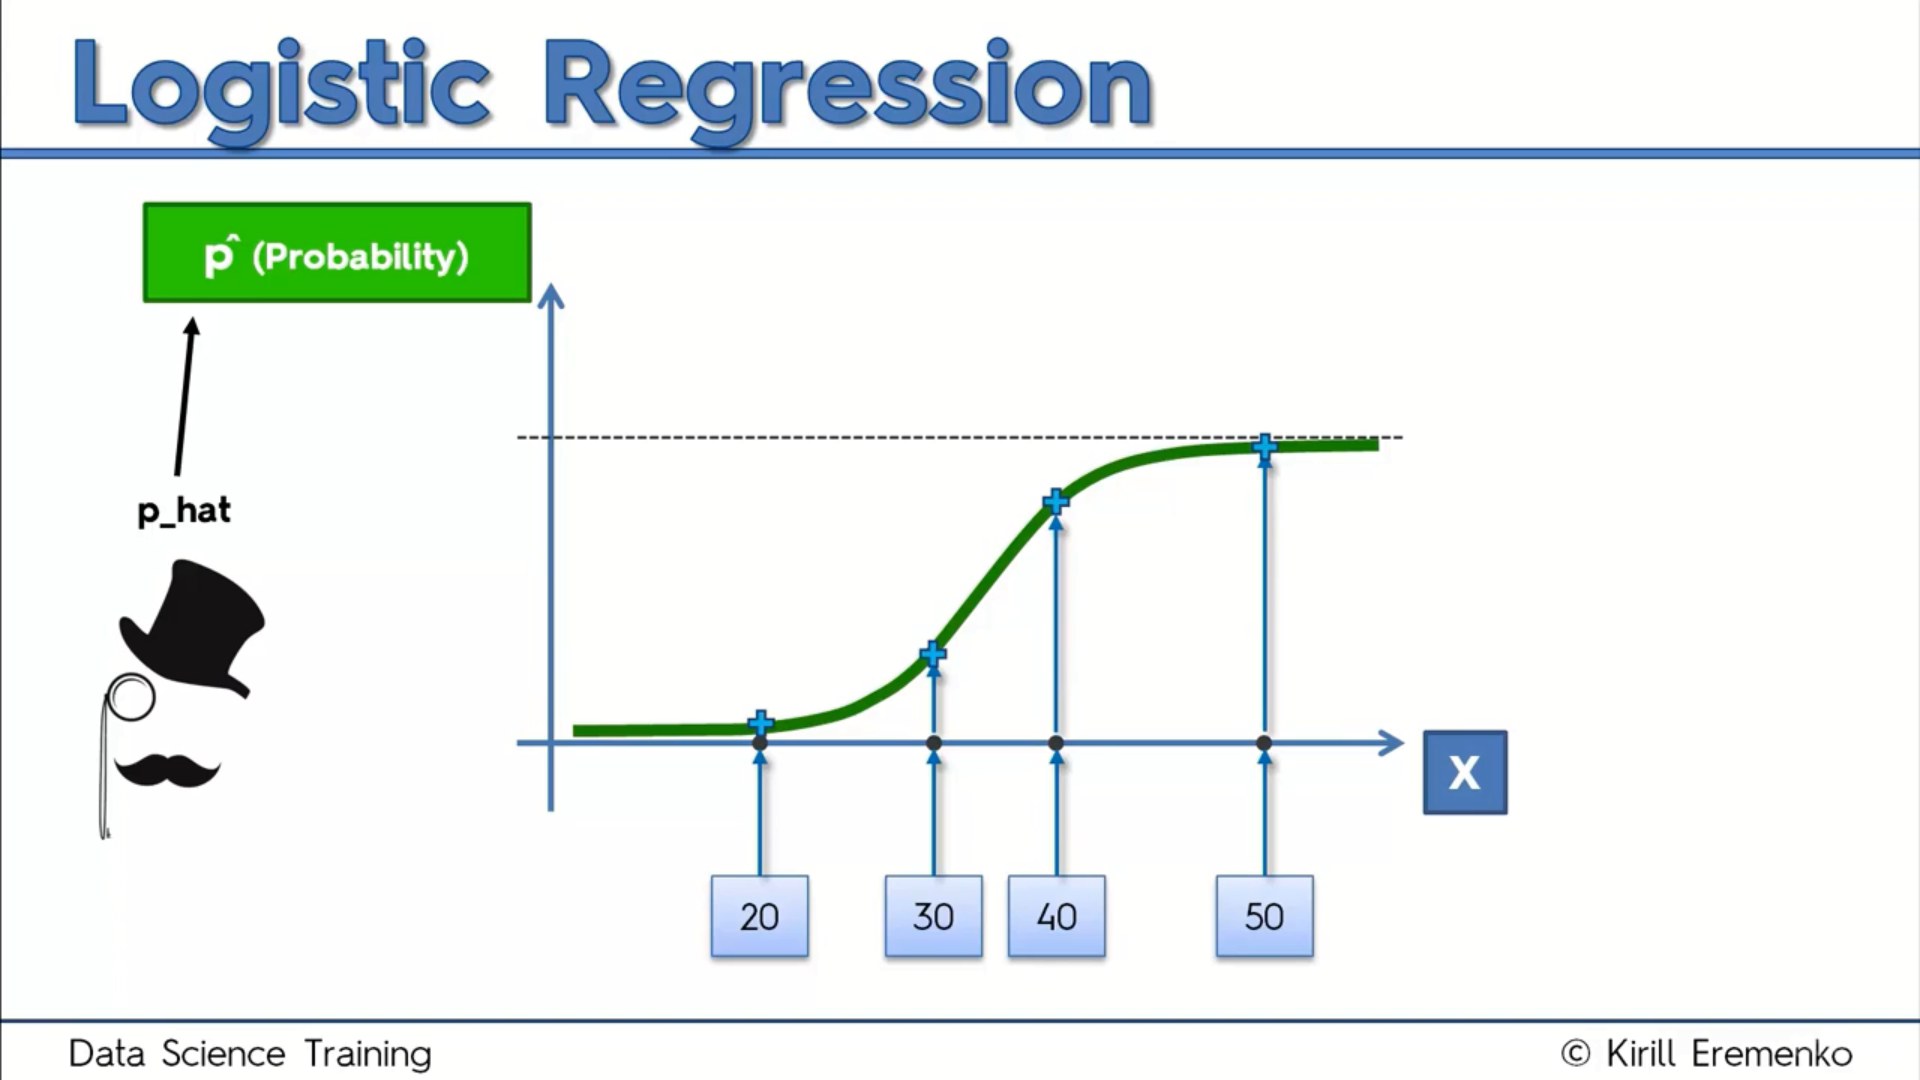 Logistic Regression
p̂ (Probability)
p_hat
X
20
30
40
50
Data Science Training
© Kirill Eremenko